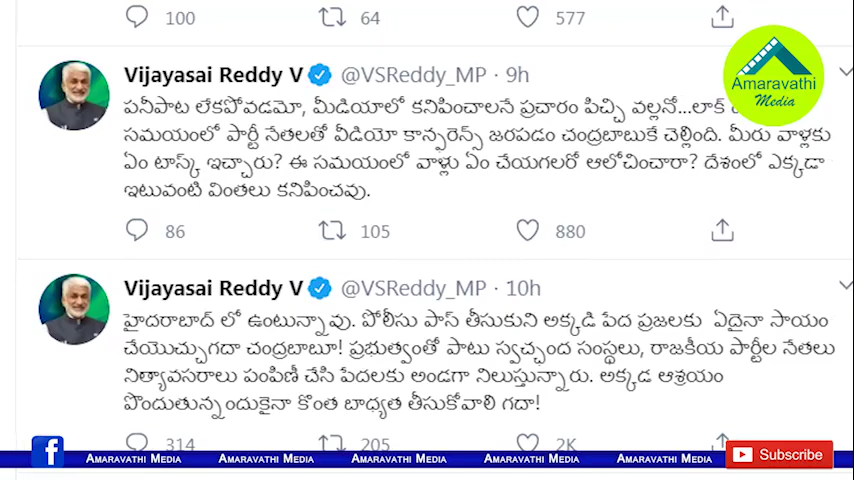 100 64 577
Vijayasai Reddy V @VSReddy_MP · 9h
పనీపాట లేకపోవడమో, మీడియాలో కనిపించాలనే ప్రచారం పిచ్చి వల్లనో...లాక్
సమయంలో పార్టీ నేతలతో వీడియో కాన్ఫరెన్స్ జరపడం చంద్రబాబుకే చెల్లింది. మీరు వాళ్లకు
ఏం టాస్క్ ఇచ్చారు? ఈ సమయంలో వాళ్లు ఏం చేయగలరో ఆలోచించారా? దేశంలో ఎక్కడా
ఇటువంటి వింతలు కనిపించవు.
86 105 880
Vijayasai Reddy V @VSReddy_MP · 10h
హైదరాబాద్ లో ఉంటున్నావు. పోలీసు పాస్ తీసుకుని అక్కడి పేద ప్రజలకు ఏదైనా సాయం
చేయొచ్చుగదా చంద్రబాబూ! ప్రభుత్వంతో పాటు స్వచ్ఛంద సంస్థలు, రాజకీయ పార్టీల నేతలు
నిత్యావసరాలు పంపిణీ చేసి పేదలకు అండగా నిలుస్తున్నారు. అక్కడ ఆశ్రయం
పొందుతున్నందుకైనా కొంత బాధ్యత తీసుకోవాలి గదా!
314 205 2K
Amaravathi
Media
f Amaravathi Media Amaravathi Media Amaravathi Media Amaravathi Media Amaravathi Media Subscribe